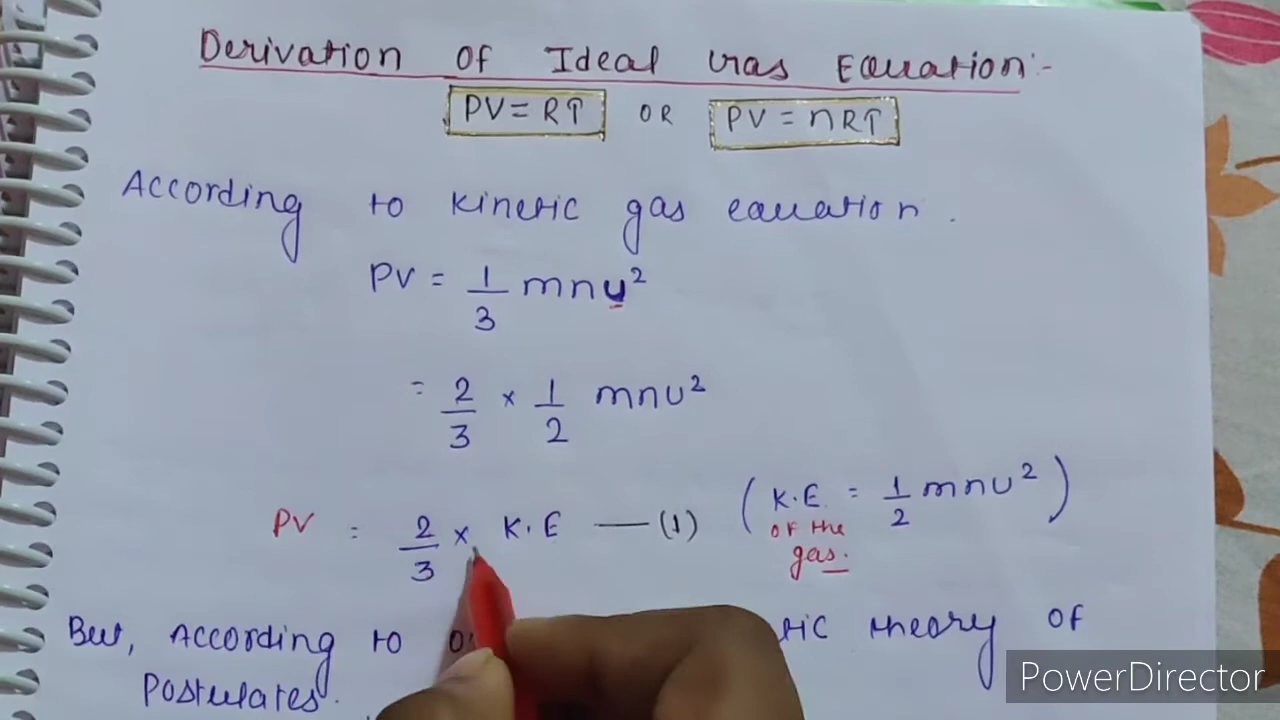 Derivation Of Ideal Gas Equation:-
PV = RT OR PV = nRT
According to kinetic gas equation.
PV = 1/3 mnu²
= 2/3 × 1/2 mnu²
PV = 2/3 × K.E —(1) (K.E. = 1/2 mnu²)
of the
gas.
But, According to theory of
Postulates.
PowerDirector